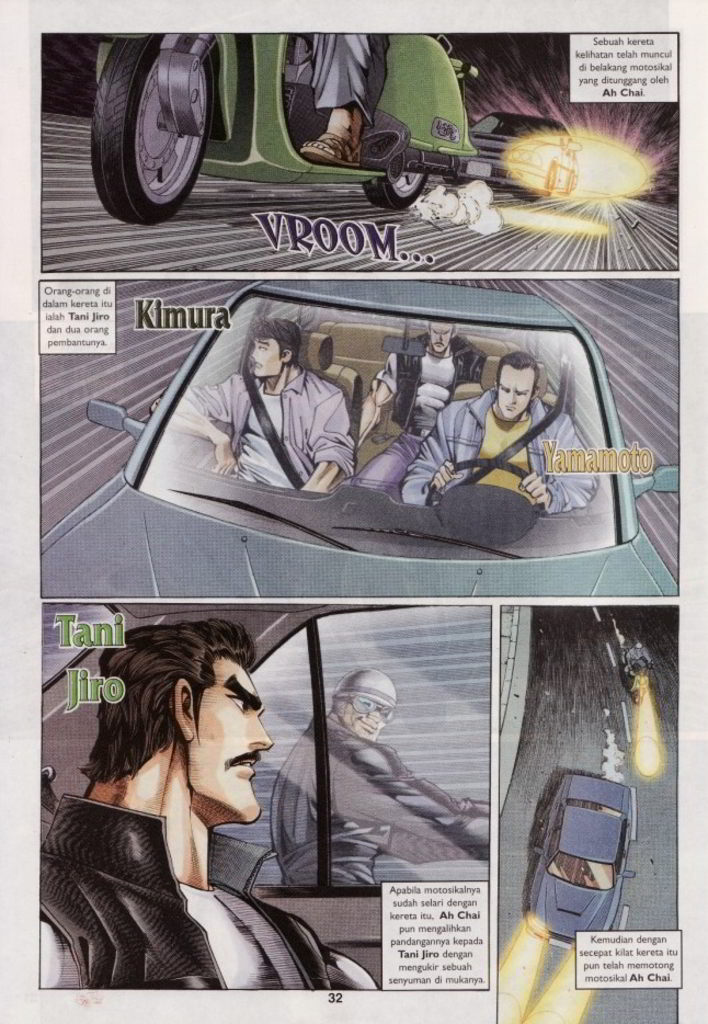 Sebuah kereta
kelihatan telah muncul
di belakang motosikal
yang ditunggang oleh
Ah Chai.
VROOM...
Orang-orang di
dalam kereta itu
ialah Tani Jiro
dan dua orang
pembantunya.
Kimura
Yamamoto
Tani
Jiro
Apabila motosikalnya
sudah selari dengan
kereta itu, Ah Chai
pun mengalihkan
pandangannya kepada
Tani Jiro dengan
mengukir sebuah
senyuman di mukanya.
Kemudian dengan
secepat kilat kereta itu
pun telah memotong
motosikal Ah Chai.
32